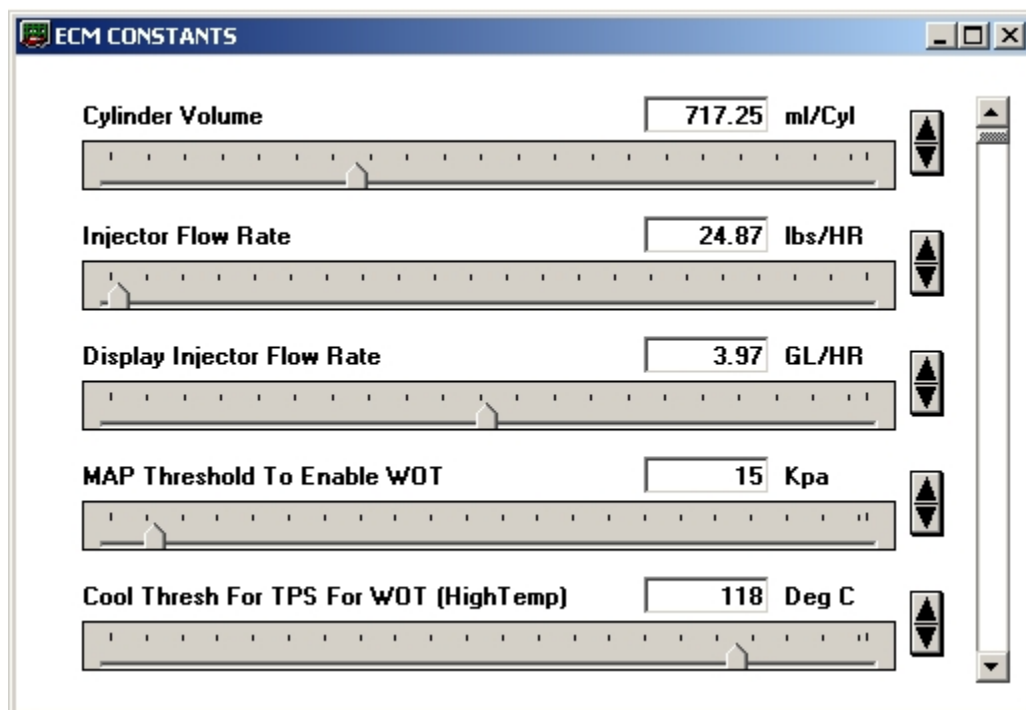 ECM CONSTANTS
Cylinder Volume 717.25 ml/Cyl
Injector Flow Rate 24.87 lbs/HR
Display Injector Flow Rate 3.97 GL/HR
MAP Threshold To Enable WOT 15 Kpa
Cool Thresh For TPS For WOT (HighTemp) 118 Deg C